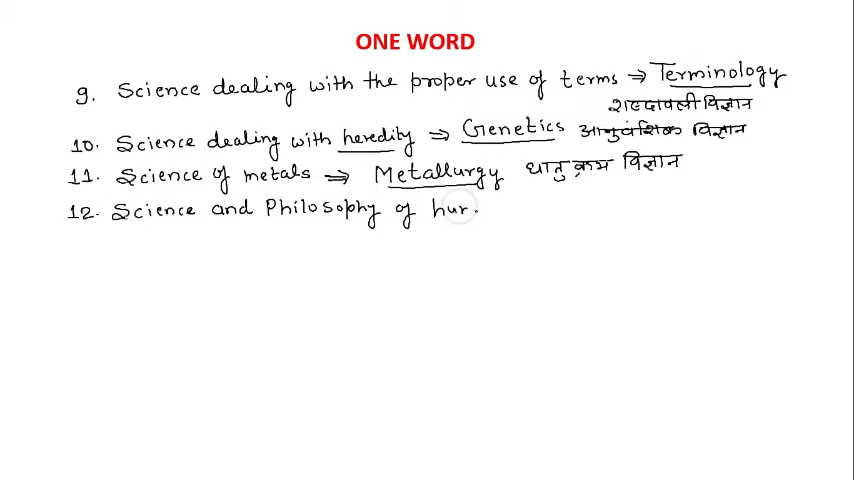 ONE WORD
9. Science dealing with the proper use of terms ⇒ Terminology
शब्दावली विज्ञान
10. Science dealing with heredity ⇒ Genetics आनुवंशिक विज्ञान
11. Science of metals ⇒ Metallurgy धातु क्रम विज्ञान
12. Science and Philosophy of hur